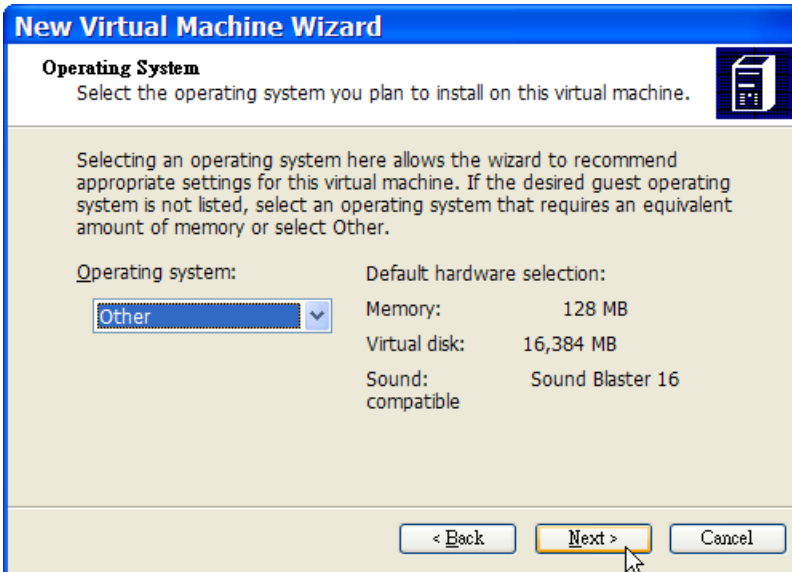 New Virtual Machine Wizard
Operating System
Select the operating system you plan to install on this virtual machine.
Selecting an operating system here allows the wizard to recommend
appropriate settings for this virtual machine. If the desired guest operating
system is not listed, select an operating system that requires an equivalent
amount of memory or select Other.
Operating system:
Other
Default hardware selection:
Memory: 128 MB
Virtual disk: 16,384 MB
Sound: Sound Blaster 16
compatible
< Back Next > Cancel